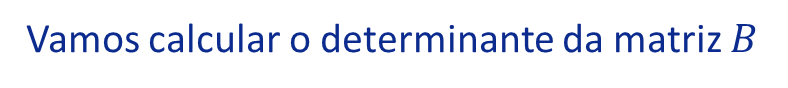 Vamos calcular o determinante da matriz B